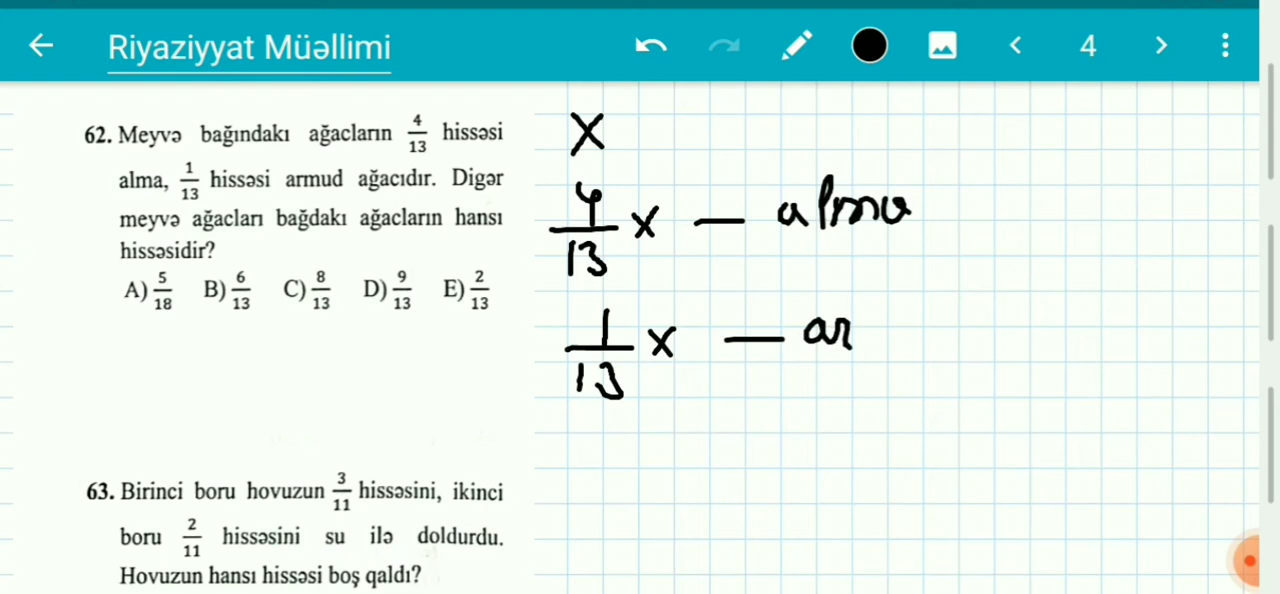 Riyaziyyat Müəllimi
4
62. Meyvə bağındakı ağacların 4/13 hissəsi
alma, 1/13 hissəsi armud ağacıdır. Digər
meyvə ağacları bağdakı ağacların hansı
hissəsidir?
A) 5/18 B) 6/13 C) 8/13 D) 9/13 E) 2/13
63. Birinci boru hovuzun 3/11 hissəsini, ikinci
boru 2/11 hissəsini su ilə doldurdu.
Hovuzun hansı hissəsi boş qaldı?
x
4/13 x — alma
1/13 x — ar